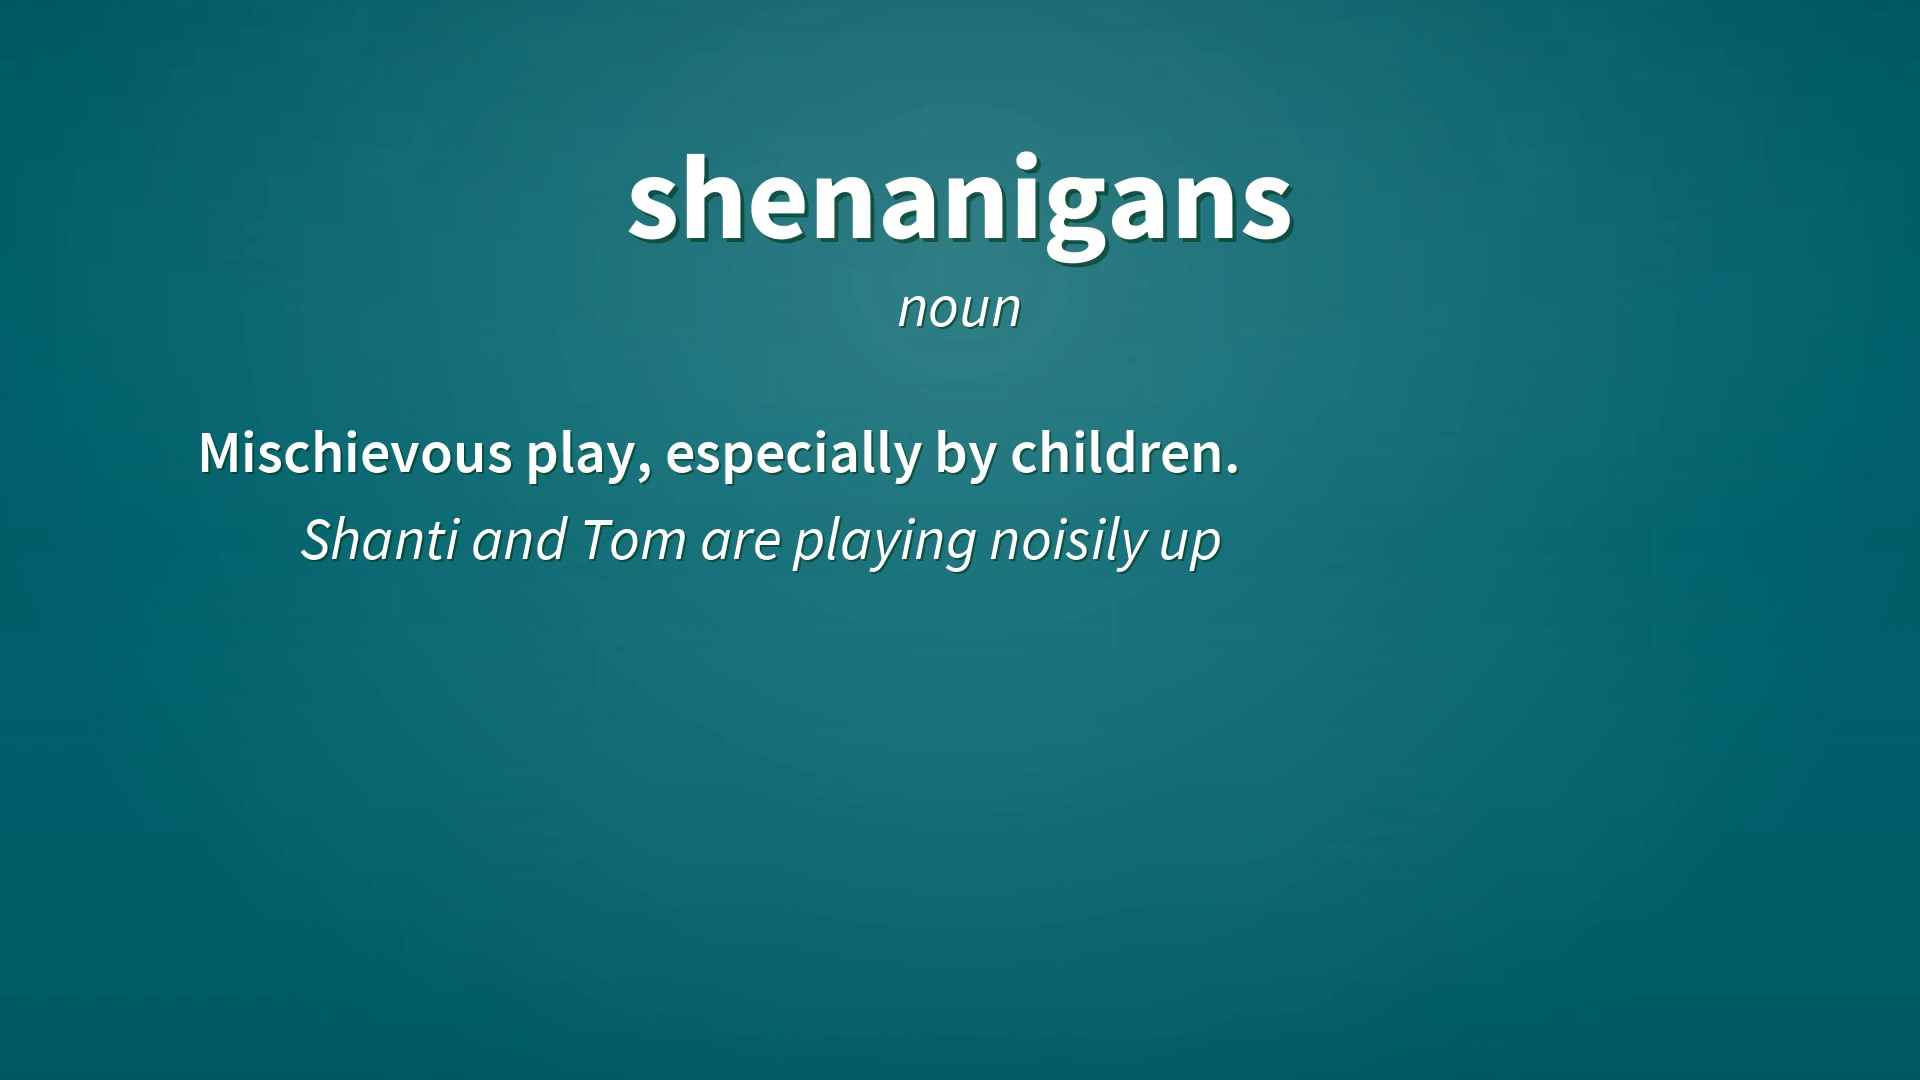 shenanigans
noun
Mischievous play, especially by children.
Shanti and Tom are playing noisily up